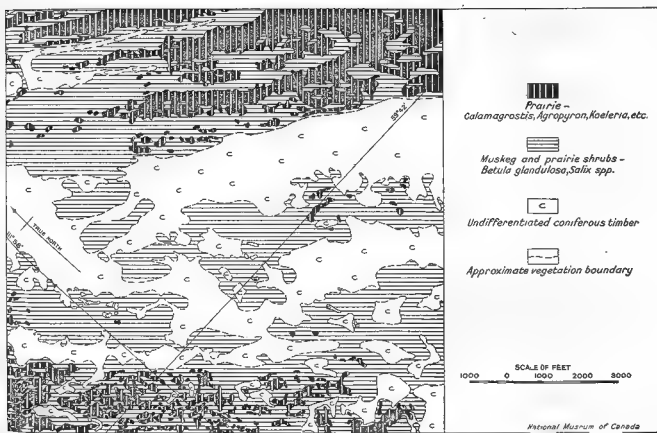 Prairie -
Calamagrostis, Agropyron, Koeleria, etc.
Muskeg and prairie shrubs -
Betula glandulosa, Salix spp.
C
Undifferentiated coniferous timber
Approximate vegetation boundary
SCALE OF FEET
1000 0 1000 2000 3000
National Museum of Canada
TRUE NORTH